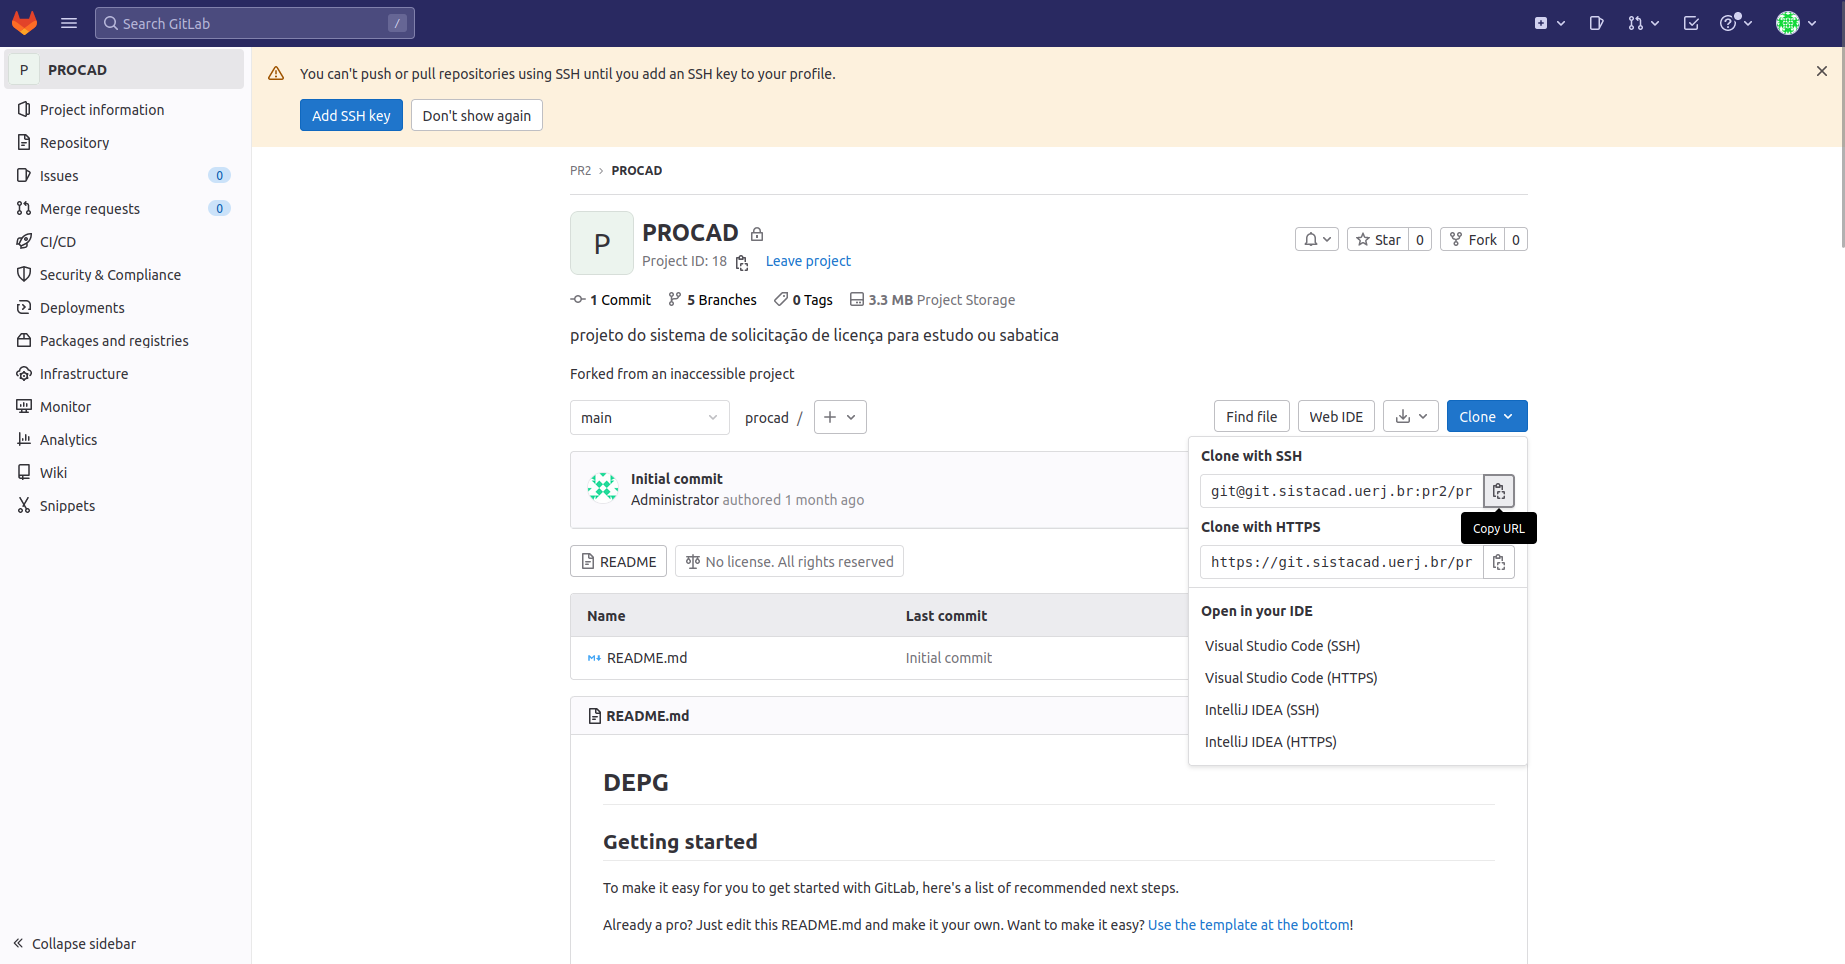 Search GitLab
/
P PROCAD
Project information
Repository
Issues 0
Merge requests 0
CI/CD
Security & Compliance
Deployments
Packages and registries
Infrastructure
Monitor
Analytics
Wiki
Snippets
Collapse sidebar
You can't push or pull repositories using SSH until you add an SSH key to your profile.
Add SSH key Don't show again
PR2 > PROCAD
P
PROCAD
Project ID: 18 Leave project
Star 0 Fork 0
1 Commit 5 Branches 0 Tags 3.3 MB Project Storage
projeto do sistema de solicitação de licença para estudo ou sabatica
Forked from an inaccessible project
main procad / +
Find file Web IDE Clone
Initial commit
Administrator authored 1 month ago
README No license. All rights reserved
Name Last commit
README.md Initial commit
README.md
DEPG
Getting started
To make it easy for you to get started with GitLab, here's a list of recommended next steps.
Already a pro? Just edit this README.md and make it your own. Want to make it easy? Use the template at the bottom!
Clone with SSH
git@git.sistacad.uerj.br:pr2/pr
Copy URL
Clone with HTTPS
https://git.sistacad.uerj.br/pr
Open in your IDE
Visual Studio Code (SSH)
Visual Studio Code (HTTPS)
IntelliJ IDEA (SSH)
IntelliJ IDEA (HTTPS)